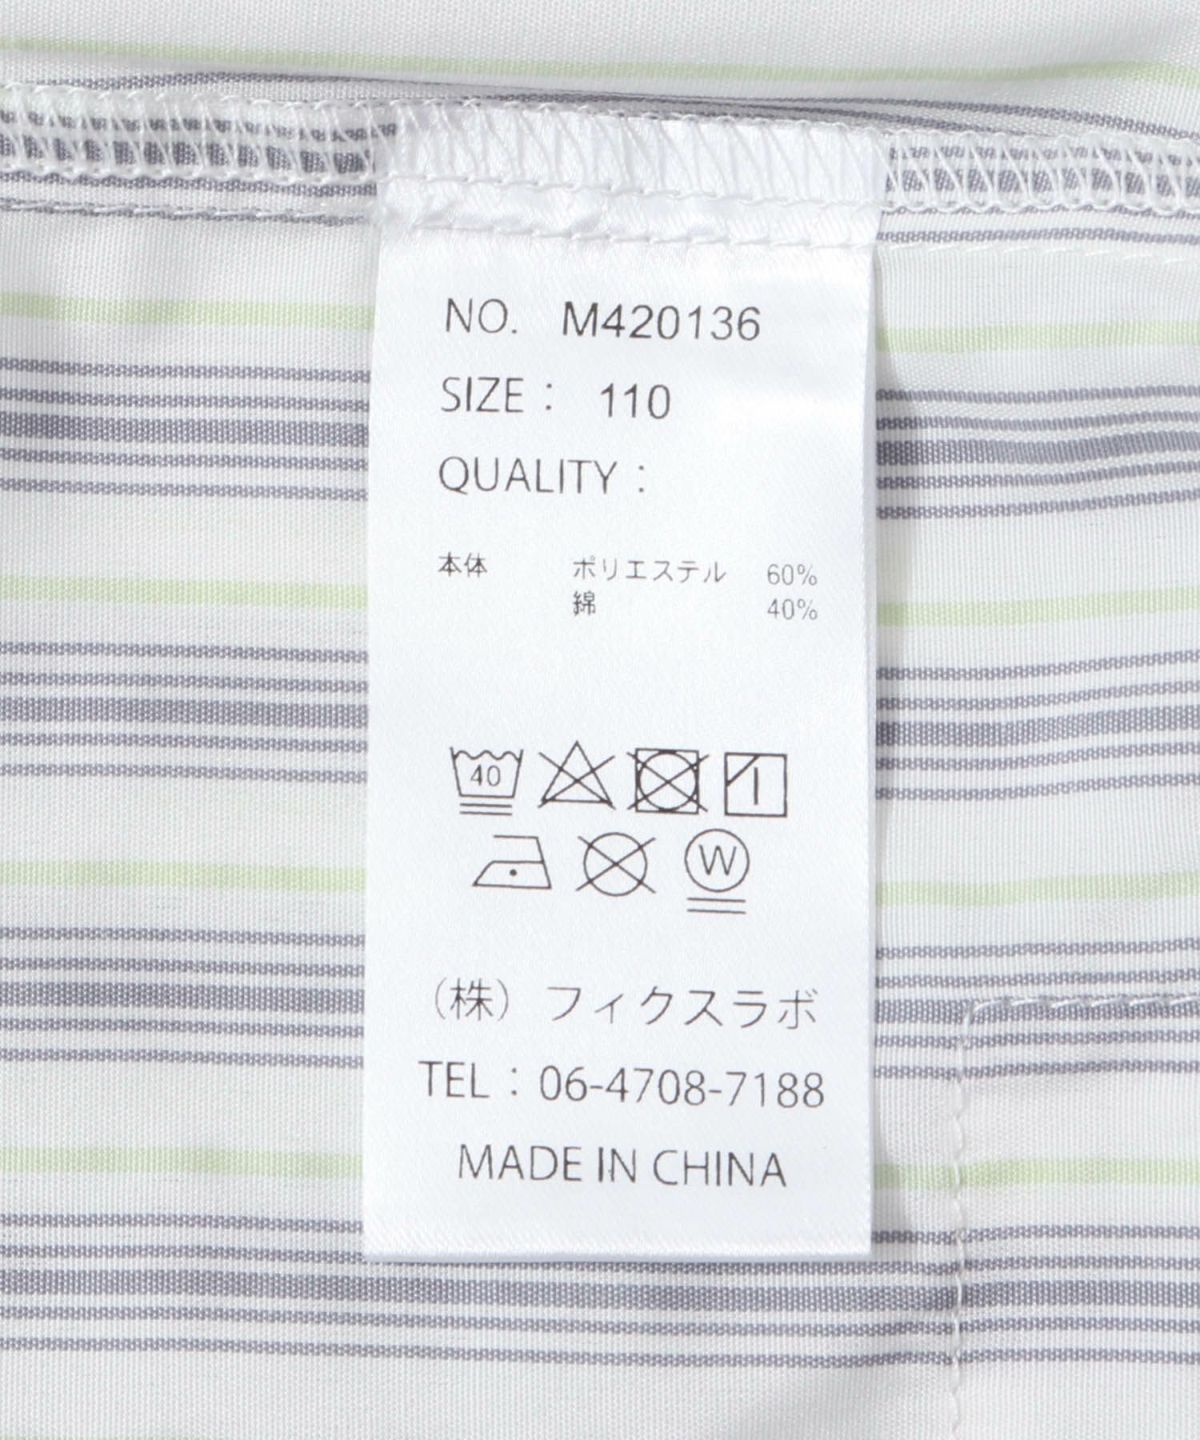 NO. M420136
SIZE： 110
QUALITY：
本体 ポリエステル 60%
綿 40%
40
W
（株）フィクスラボ
TEL：06-4708-7188
MADE IN CHINA